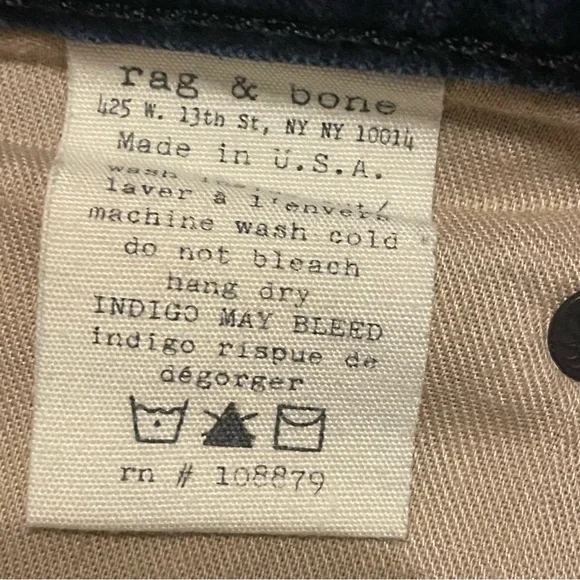 rag & bone
425 W. 13th St, NY NY 10014
Made in U.S.A.
wash
laver à l'envers/
machine wash cold
do not bleach
hang dry
INDIGO MAY BLEED
indigo rispue de
dégorger
rn # 108879